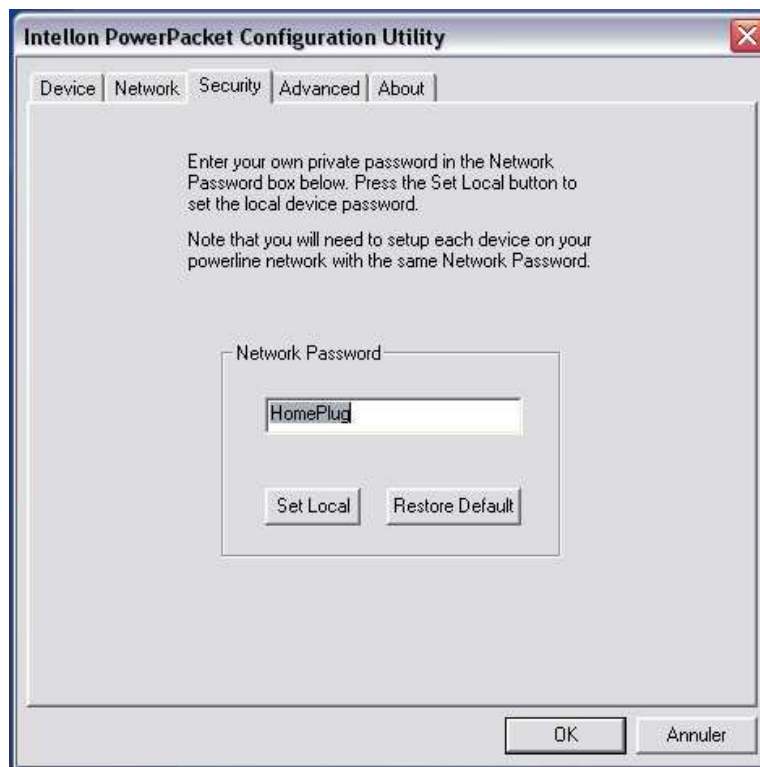 Intellon PowerPacket Configuration Utility
Device Network Security Advanced About
Enter your own private password in the Network
Password box below. Press the Set Local button to
set the local device password.
Note that you will need to setup each device on your
powerline network with the same Network Password.
Network Password
HomePlug
Set Local Restore Default
OK Annuler